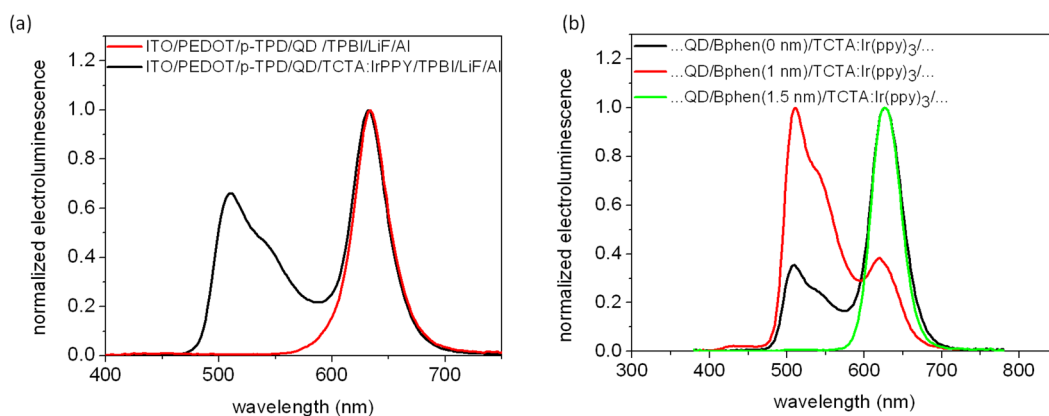 (a)
ITO/PEDOT/p-TPD/QD /TPBI/LiF/Al
ITO/PEDOT/p-TPD/QD/TCTA:IrPPY/TPBI/LiF/Al
1.2
1.0
0.8
0.6
0.4
0.2
0.0
normalized electroluminescence
400
500
600
700
wavelength (nm)
(b)
...QD/Bphen(0 nm)/TCTA:Ir(ppy)₃/...
...QD/Bphen(1 nm)/TCTA:Ir(ppy)₃/...
...QD/Bphen(1.5 nm)/TCTA:Ir(ppy)₃/...
1.2
1.0
0.8
0.6
0.4
0.2
0.0
normalized electroluminescence
300
400
500
600
700
800
wavelength (nm)